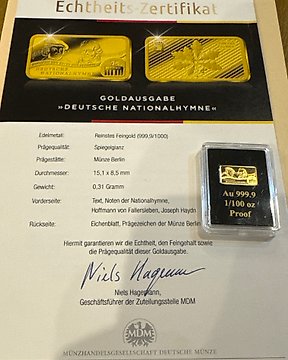 Echtheits-Zertifikat
DEUTSCHE
NATIONALHYMNE
GOLDAUSGABE
»DEUTSCHE NATIONALHYMNE«
Edelmetall: Reinstes Feingold (999,9/1000)
Prägequalität: Spiegelglanz
Prägestätte: Münze Berlin
Durchmesser: 15,1 x 8,5 mm
Gewicht: 0,31 Gramm
Vorderseite: Text, Noten der Nationalhymne,
Hoffmann von Fallersleben, Joseph Haydn
Rückseite: Eichenblatt, Prägezeichen der Münze Berlin
Hiermit garantieren wir die Echtheit, den Feingehalt sowie
die Prägequalität dieser Goldausgabe.
Niels Hagemann
Niels Hagemann,
Geschäftsführer der Zuteilungsstelle MDM
MDM
MÜNZHANDELSGESELLSCHAFT DEUTSCHE MÜNZE
Au 999.9
1/100 oz
Proof